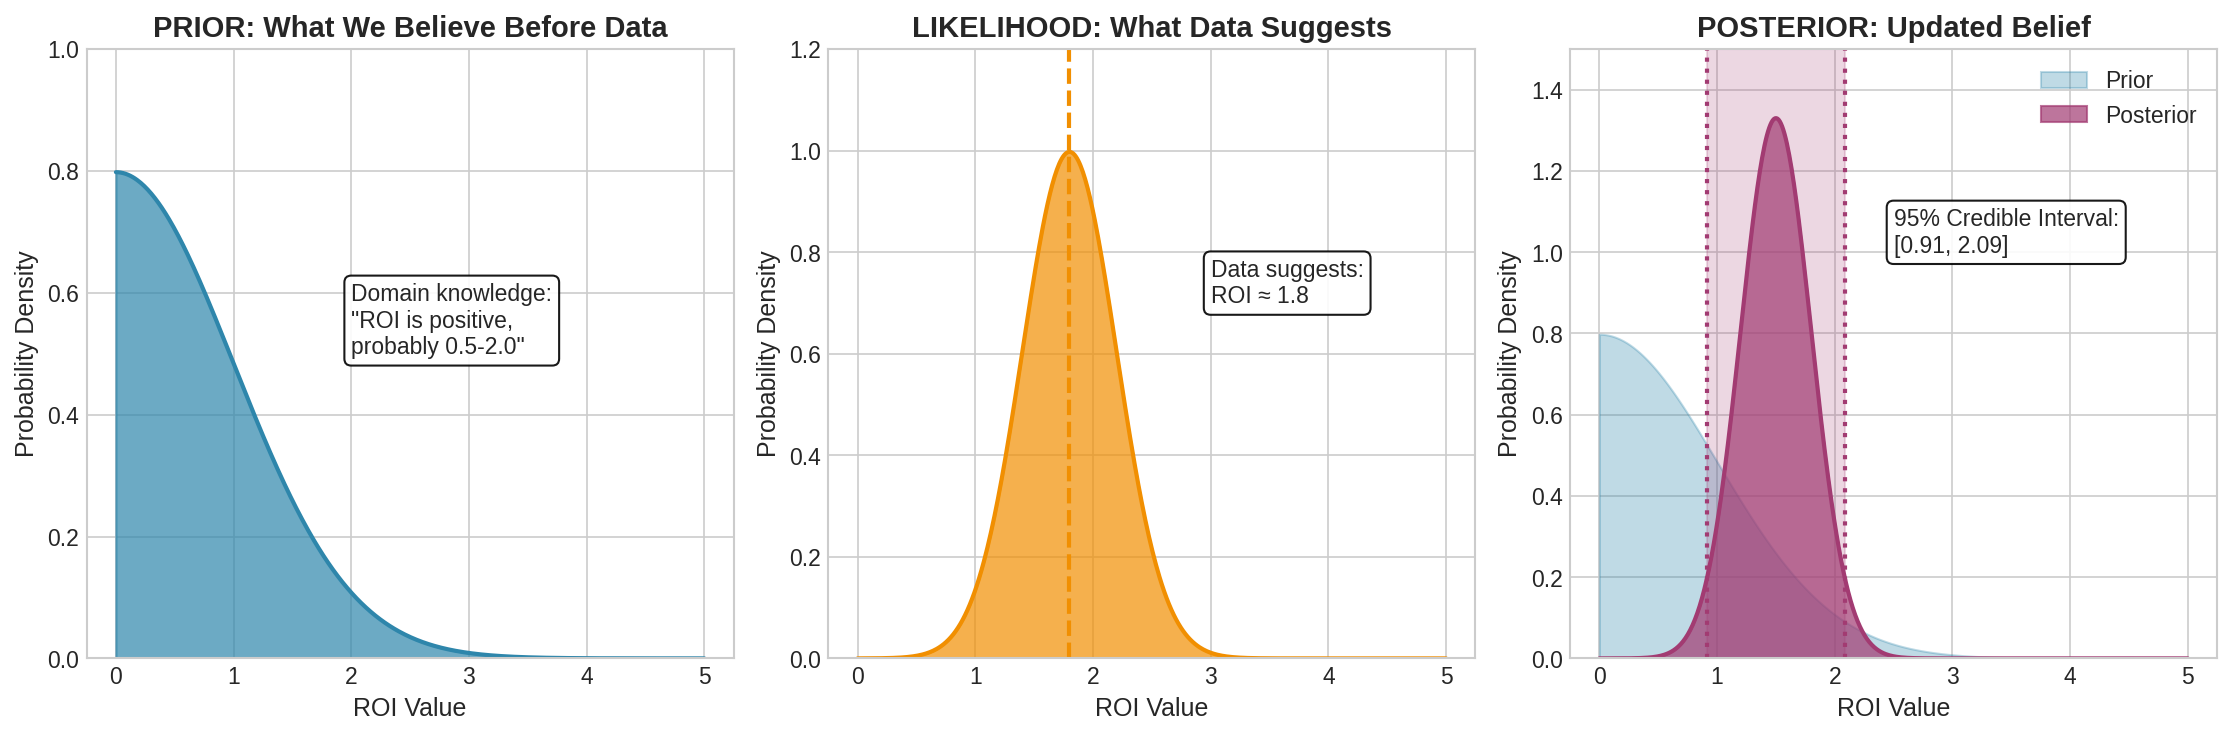 PRIOR: What We Believe Before Data
1.0
0.8
0.6
0.4
0.2
0.0
Probability Density
Domain knowledge:
"ROI is positive,
probably 0.5-2.0"
0 1 2 3 4 5
ROI Value
LIKELIHOOD: What Data Suggests
1.2
1.0
0.8
0.6
0.4
0.2
0.0
Probability Density
Data suggests:
ROI ≈ 1.8
0 1 2 3 4 5
ROI Value
POSTERIOR: Updated Belief
1.4
1.2
1.0
0.8
0.6
0.4
0.2
0.0
Probability Density
Prior
Posterior
95% Credible Interval:
[0.91, 2.09]
0 1 2 3 4 5
ROI Value